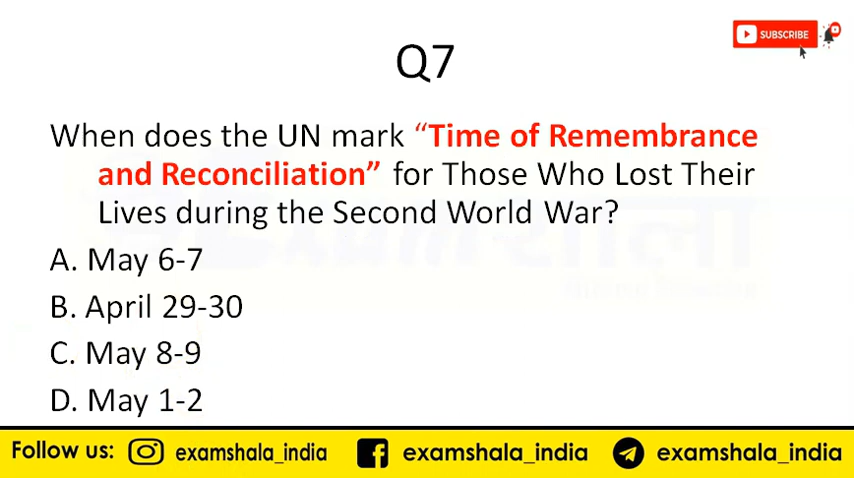 SUBSCRIBE
Q7
When does the UN mark “Time of Remembrance
and Reconciliation” for Those Who Lost Their
Lives during the Second World War?
A. May 6-7
B. April 29-30
C. May 8-9
D. May 1-2
Follow us: examshala_india examshala_india examshala_india